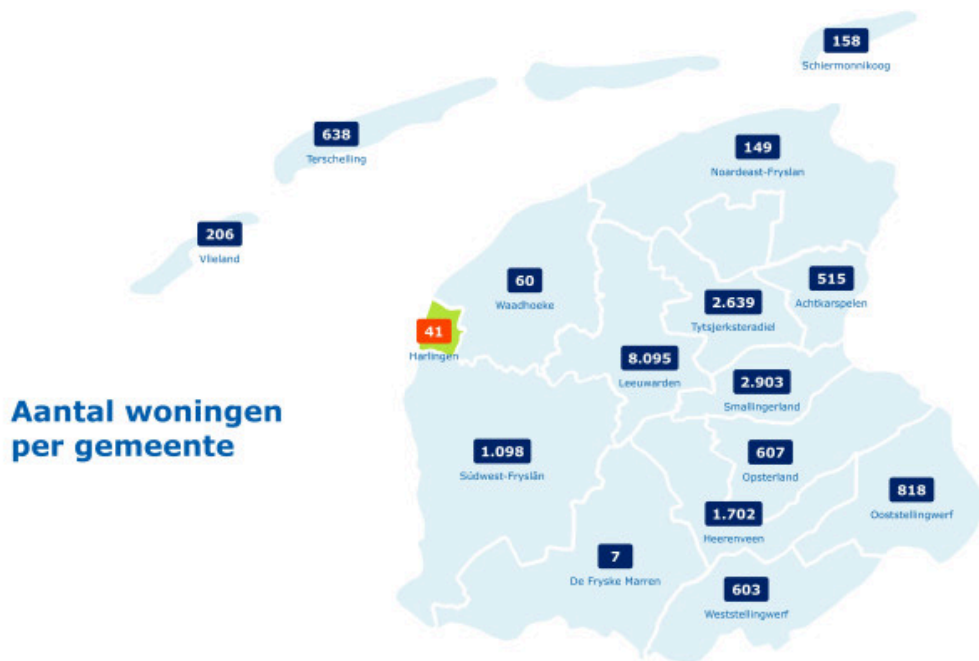 158
Schiermonnikoog
638
Terschelling
149
Noardeast-Fryslan
206
Vlieland
60
Waadhoeke
515
Achtkarspelen
2.639
Tytsjerksteradiel
41
Harlingen
8.095
Leeuwarden
2.903
Smallingerland
Aantal woningen
per gemeente
1.098
Súdwest-Fryslân
607
Opsterland
818
Ooststellingwerf
1.702
Heerenveen
7
De Fryske Marren
603
Weststellingwerf